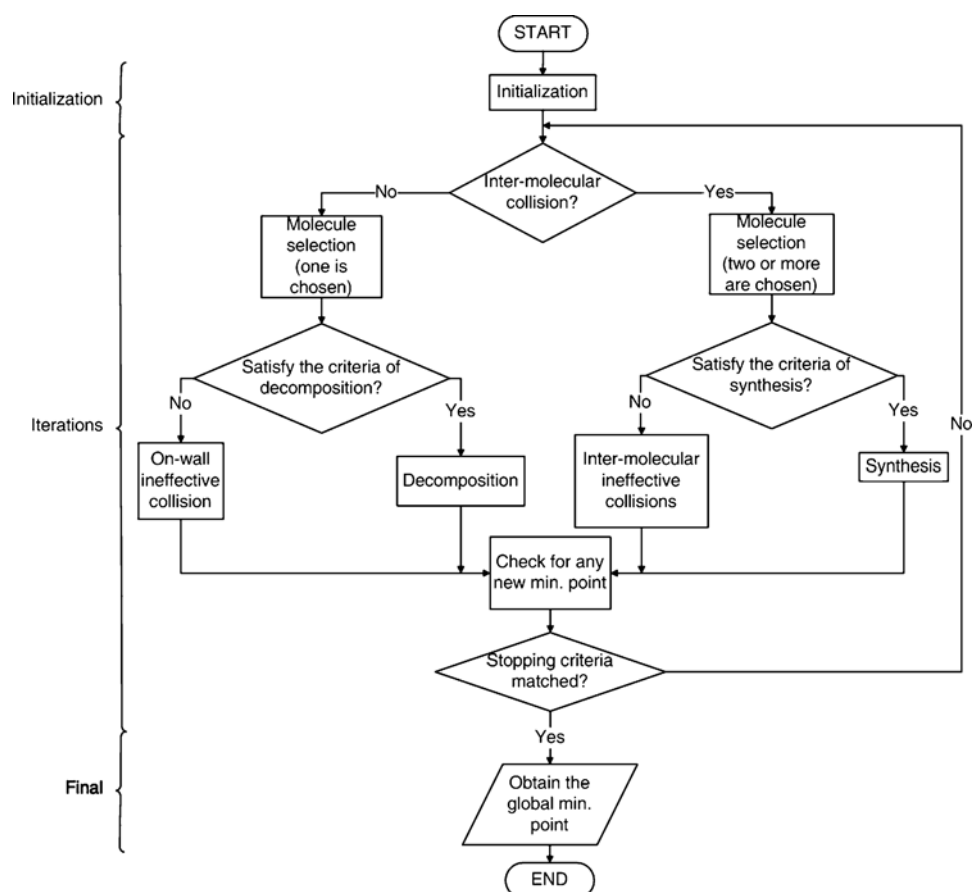 START
Initialization
Initialization
Inter-molecular
collision?
No
Yes
Molecule
selection
(one is
chosen)
Molecule
selection
(two or more
are chosen)
Satisfy the criteria of
decomposition?
Satisfy the criteria of
synthesis?
No
Yes
No
Yes
No
Iterations
On-wall
ineffective
collision
Decomposition
Inter-molecular
ineffective
collisions
Synthesis
Check for any
new min. point
Stopping criteria
matched?
Yes
Final
Obtain the
global min.
point
END